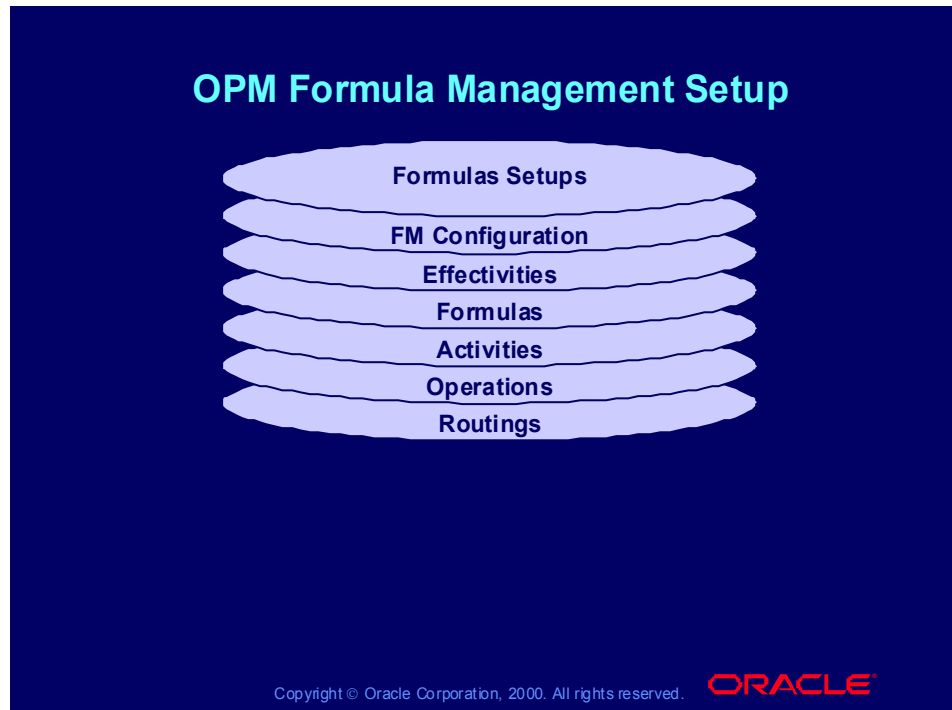 OPM Formula Management Setup
Formulas Setups
FM Configuration
Effectivities
Formulas
Activities
Operations
Routings
Copyright © Oracle Corporation, 2000. All rights reserved.
ORACLE®